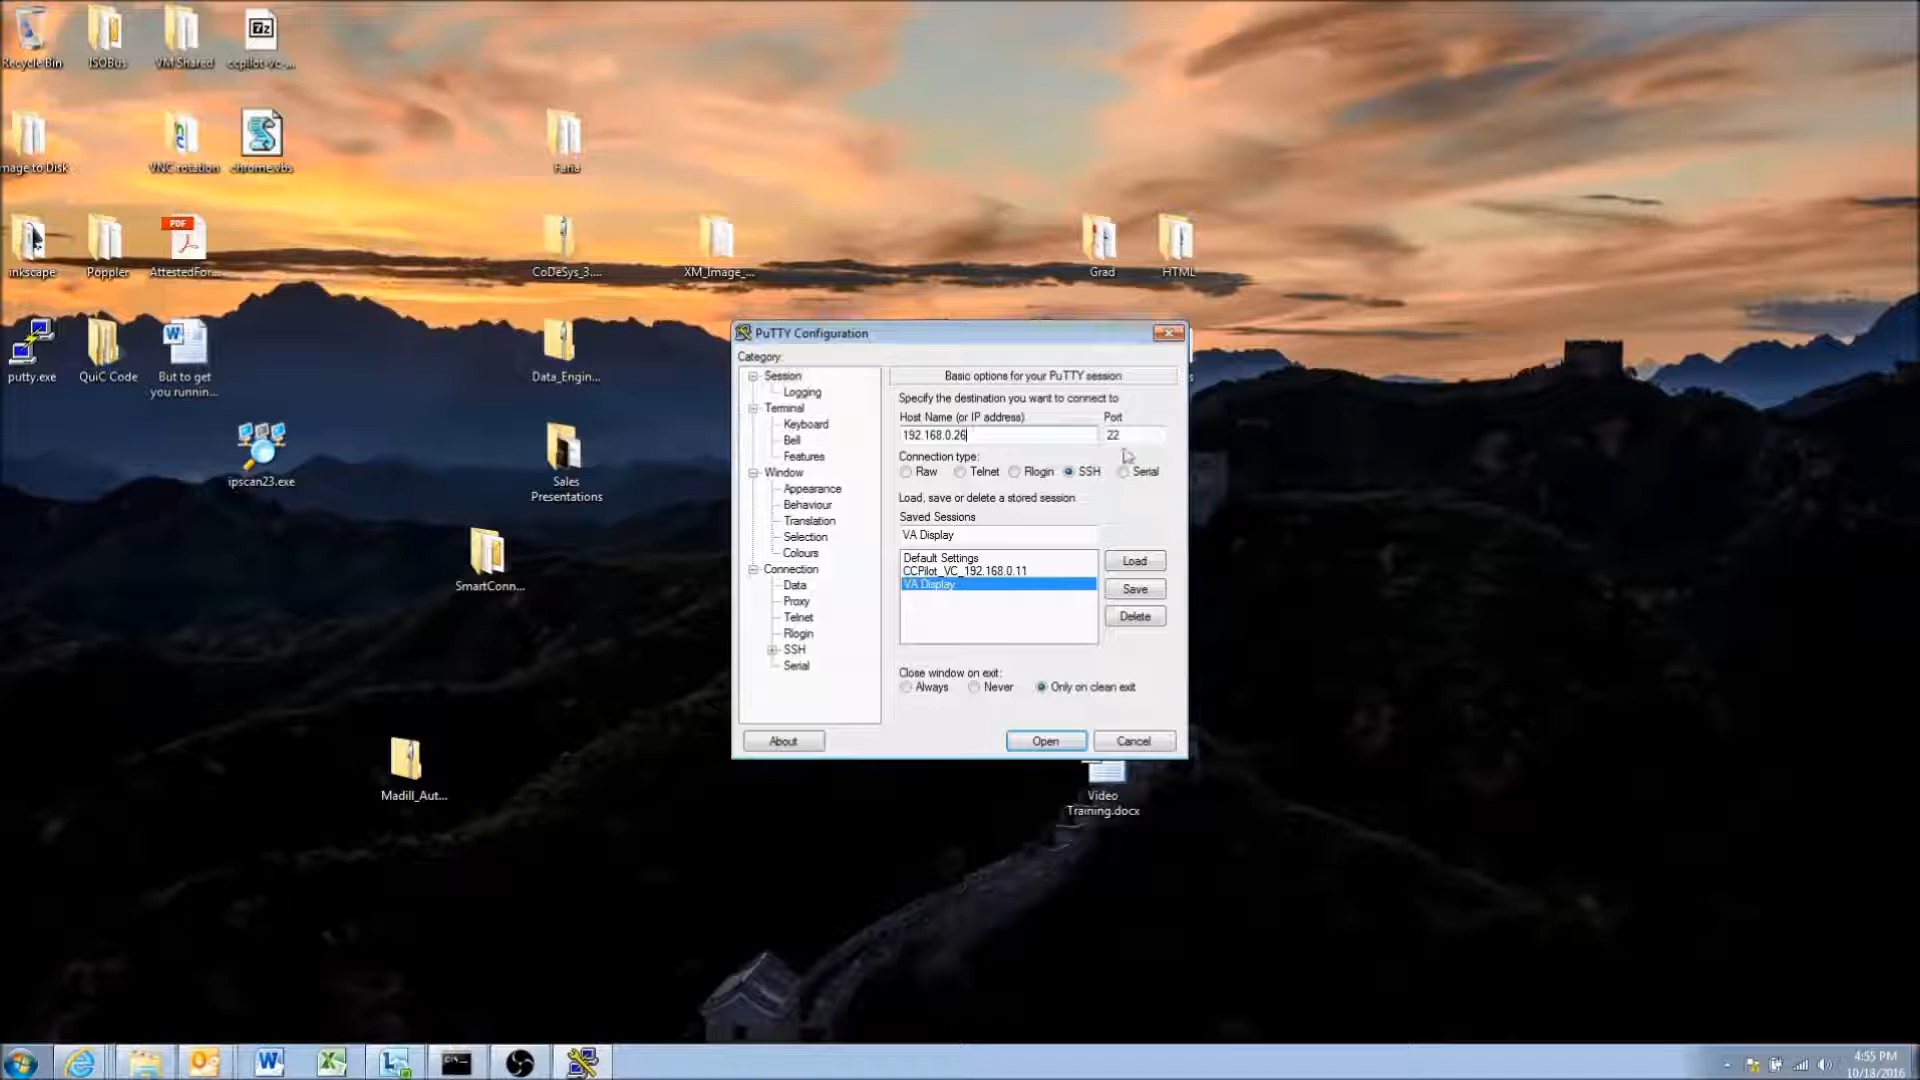 Recycle Bin
ISOBus
VM Shared
ccpilot-vc-...
mage to Disk
VNC rotation
chrome.vbs
Faria
inkscape
Poppler
PDF
AttestedFor...
CoDeSys_3....
XM_Image_...
Grad
HTML
putty.exe
QuiC Code
But to get
you runnin...
Data_Engin...
ipscan23.exe
Sales
Presentations
SmartConn...
Madill_Aut...
Video
Training.docx
PuTTY Configuration
Category:
Session
Logging
Terminal
Keyboard
Bell
Features
Window
Appearance
Behaviour
Translation
Selection
Colours
Connection
Data
Proxy
Telnet
Rlogin
SSH
Serial
Basic options for your PuTTY session
Specify the destination you want to connect to
Host Name (or IP address)
Port
192.168.0.26
22
Connection type:
Raw
Telnet
Rlogin
SSH
Serial
Load, save or delete a stored session
Saved Sessions
VA Display
Default Settings
CCPilot_VC_192.168.0.11
VA Display
Load
Save
Delete
Close window on exit:
Always
Never
Only on clean exit
About
Open
Cancel
4:55 PM
10/18/2016